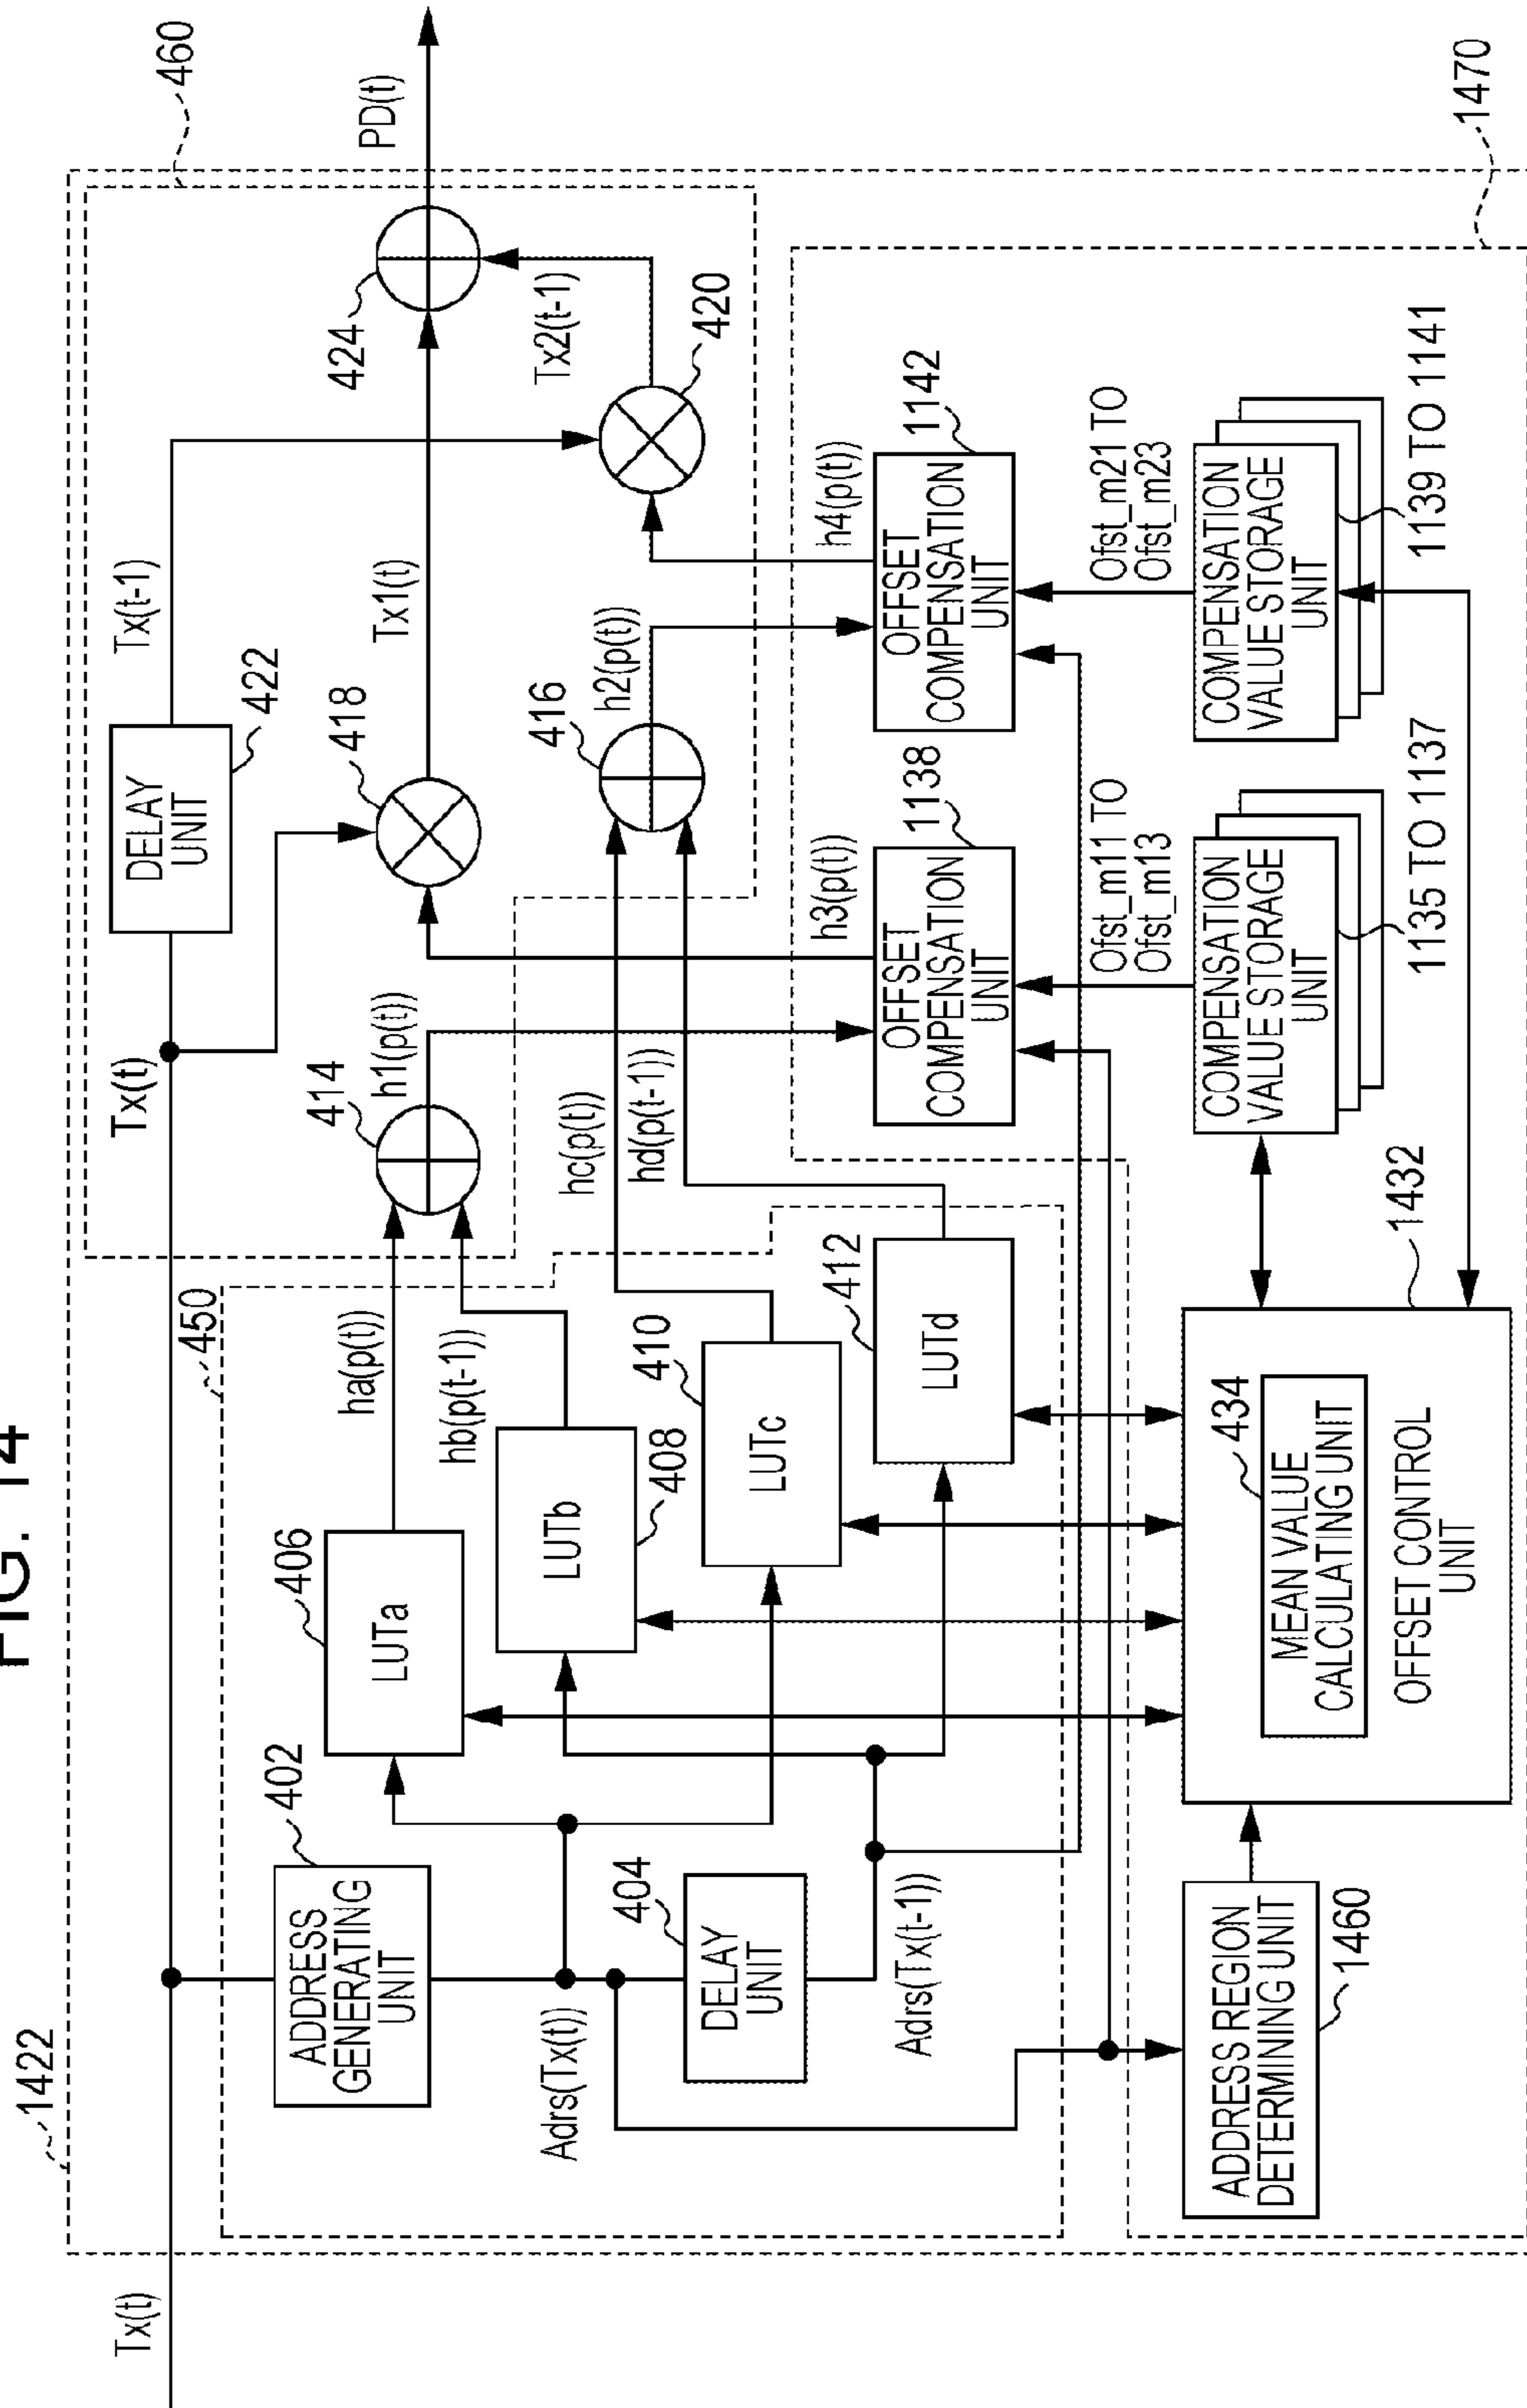 FIG. 14
1422
Tx(t)
Tx(t)
460
DELAY
UNIT
422
Tx(t-1)
PD(t)
450
402
ADDRESS
GENERATING
UNIT
406
LUTa
ha(p(t))
414
h1(p(t))
418
Tx1(t)
424
Adrs(Tx(t))
LUTb
408
hb(p(t-1))
hc(p(t))
hd(p(t-1))
416
h2(p(t))
Tx2(t-1)
420
404
DELAY
UNIT
410
LUTc
Adrs(Tx(t-1))
412
LUTd
h3(p(t))
OFFSET
COMPENSATION
UNIT
1138
h4(p(t))
OFFSET
COMPENSATION
UNIT
1142
1470
Ofst_m11 TO
Ofst_m13
Ofst_m21 TO
Ofst_m23
ADDRESS REGION
DETERMINING UNIT
1460
434
MEAN VALUE
CALCULATING UNIT
OFFSET CONTROL
UNIT
1432
COMPENSATION
VALUE STORAGE
UNIT
1135 TO 1137
COMPENSATION
VALUE STORAGE
UNIT
1139 TO 1141